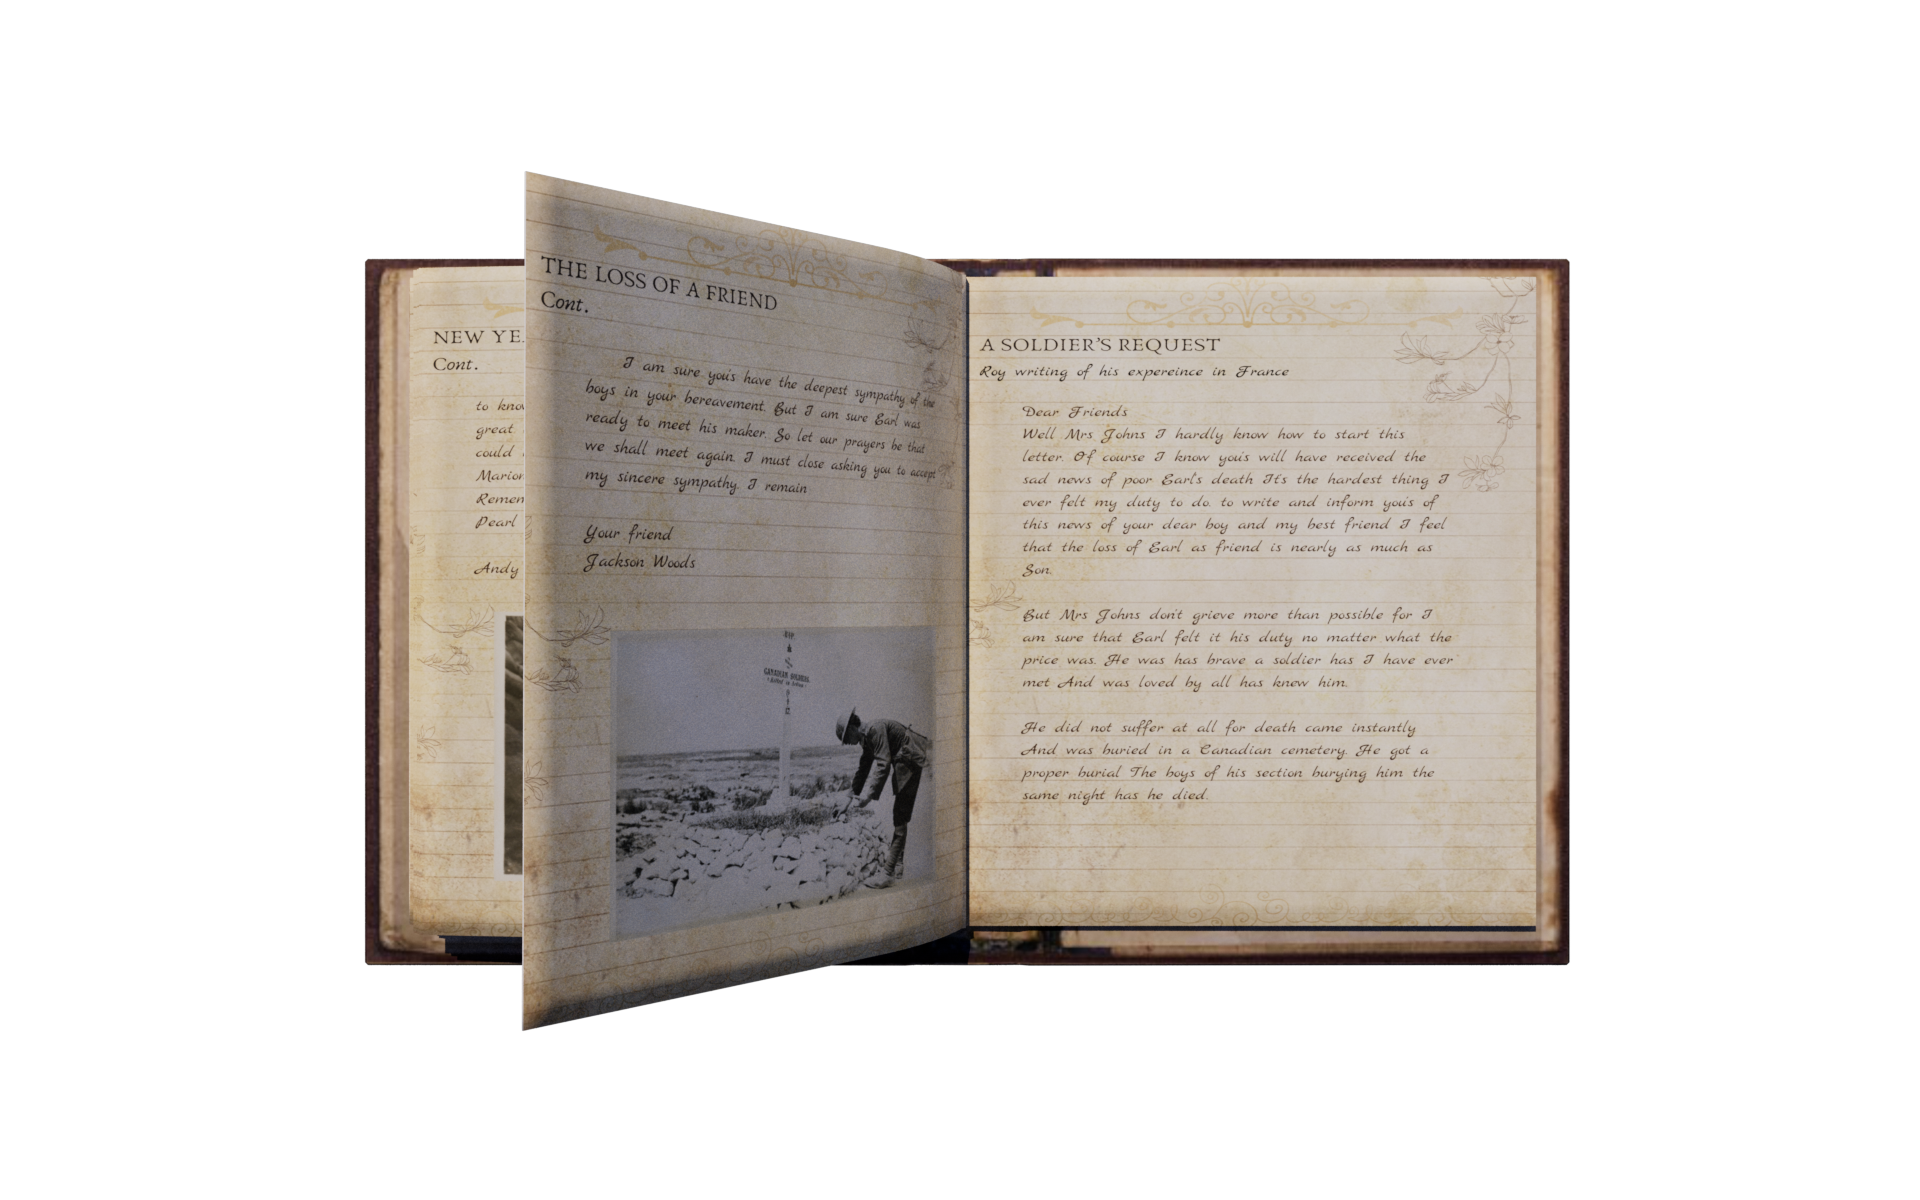 NEW YE
Cont.
to know
great
could
Marion
Remem
Pearl
Andy
THE LOSS OF A FRIEND
Cont.
I am sure you's have the deepest sympathy of the
boys in your bereavement. But I am sure Earl was
ready to meet his maker. So let our prayers be that
we shall meet again. I must close asking you to accept
my sincere sympathy. I remain
Your friend
Jackson Woods
CANADIAN SOLDIERS
A SOLDIER'S REQUEST
Roy writing of his expereince in France
Dear Friends
Well Mrs Johns I hardly know how to start this
letter. Of course I know you's will have received the
sad news of poor Earl's death It's the hardest thing I
ever felt my duty to do. to write and inform you's of
this news of your dear boy and my best friend I feel
that the loss of Earl as friend is nearly as much as
Son.
But Mrs Johns don't grieve more than possible for I
am sure that Earl felt it his duty no matter what the
price was. He was has brave a soldier has I have ever
met And was loved by all has knew him.
He did not suffer at all for death came instantly
And was buried in a Canadian cemetery. He got a
proper burial The boys of his section burying him the
same night has he died.